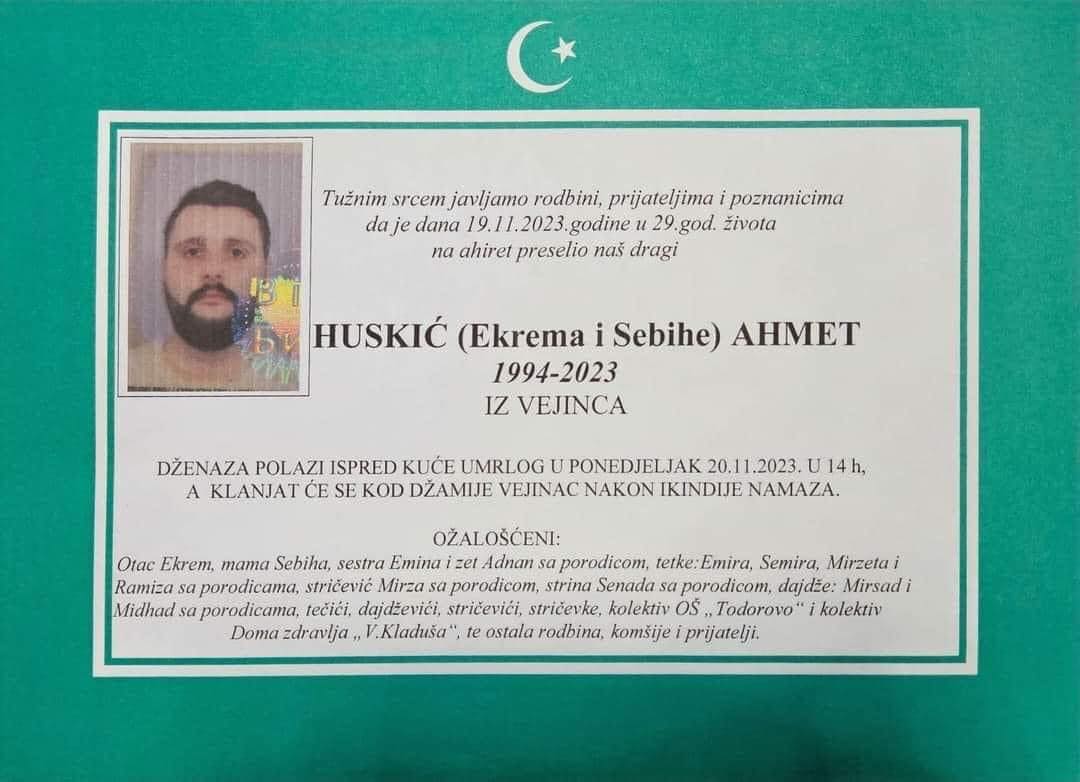 Tužnim srcem javljamo rodbini, prijateljima i poznanicima
da je dana 19.11.2023.godine u 29.god. života
na ahiret preselio naš dragi
HUSKIĆ (Ekrema i Sebihe) AHMET
1994-2023
IZ VEJINCA
DŽENAZA POLAZI ISPRED KUĆE UMRLOG U PONEDJELJAK 20.11.2023. U 14 h,
A KLANJAT ĆE SE KOD DŽAMIJE VEJINAC NAKON IKINDIJE NAMAZA.
OŽALOŠĆENI:
Otac Ekrem, mama Sebiha, sestra Emina i zet Adnan sa porodicom, tetke:Emira, Semira, Mirzeta i
Ramiza sa porodicama, stričević Mirza sa porodicom, strina Senada sa porodicom, dajdže: Mirsad i
Midhad sa porodicama, tečići, dajdževići, stričevići, stričevke, kolektiv OŠ „Todorovo“ i kolektiv
Doma zdravlja „V.Kladuša“, te ostala rodbina, komšije i prijatelji.